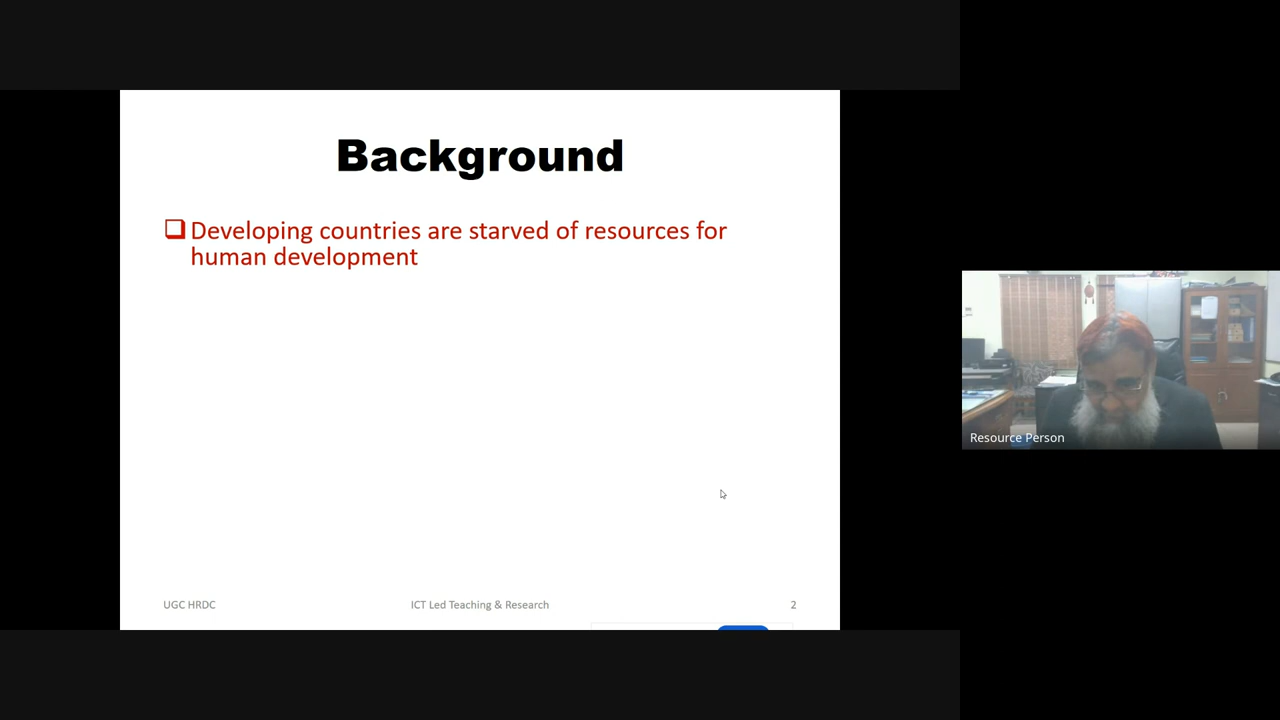 Background
Developing countries are starved of resources for
human development
UGC HRDC
ICT Led Teaching & Research
2
Resource Person